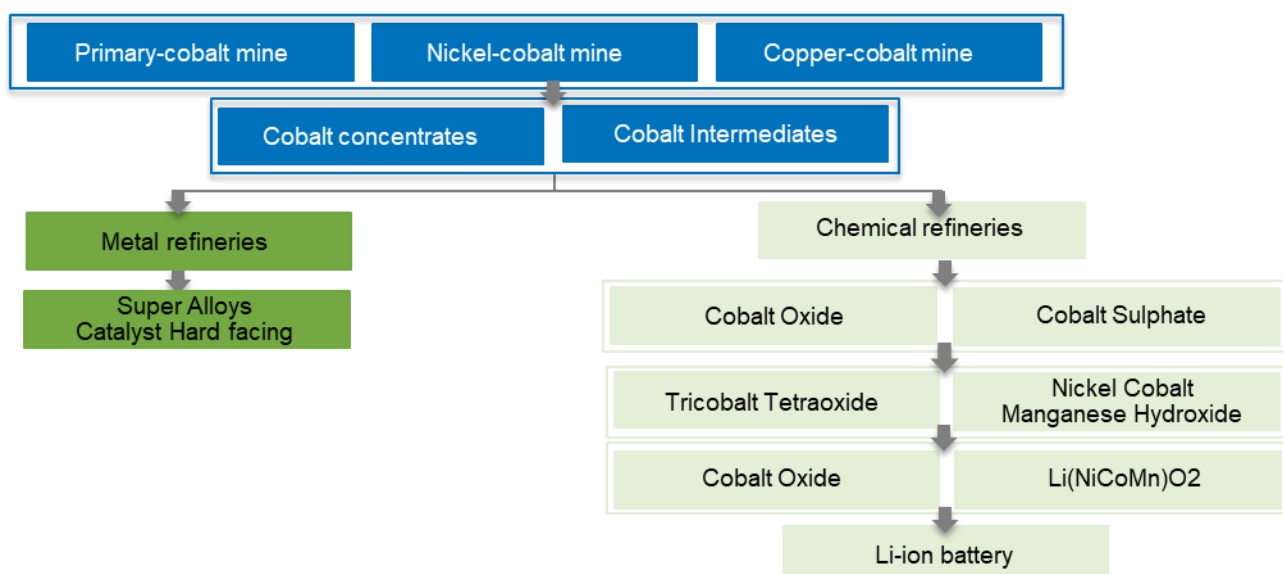 Primary-cobalt mine
Nickel-cobalt mine
Copper-cobalt mine
Cobalt concentrates
Cobalt Intermediates
Metal refineries
Chemical refineries
Super Alloys
Catalyst Hard facing
Cobalt Oxide
Cobalt Sulphate
Tricobalt Tetraoxide
Nickel Cobalt
Manganese Hydroxide
Cobalt Oxide
Li(NiCoMn)O2
Li-ion battery